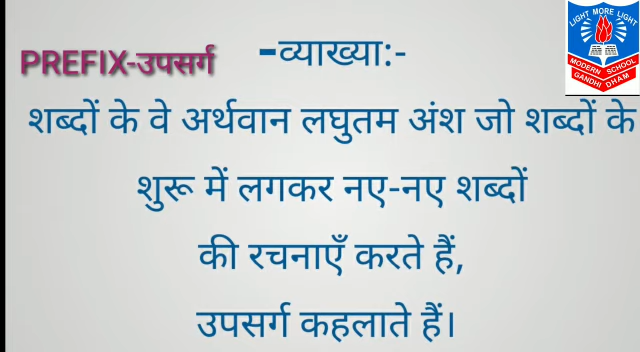 PREFIX-उपसर्ग -व्याख्या:-
शब्दों के वे अर्थवान लघुतम अंश जो शब्दों के
शुरू में लगकर नए-नए शब्दों
की रचनाएँ करते हैं,
उपसर्ग कहलाते हैं।
LIGHT MORE LIGHT
MODERN SCHOOL
GANDHI DHAM